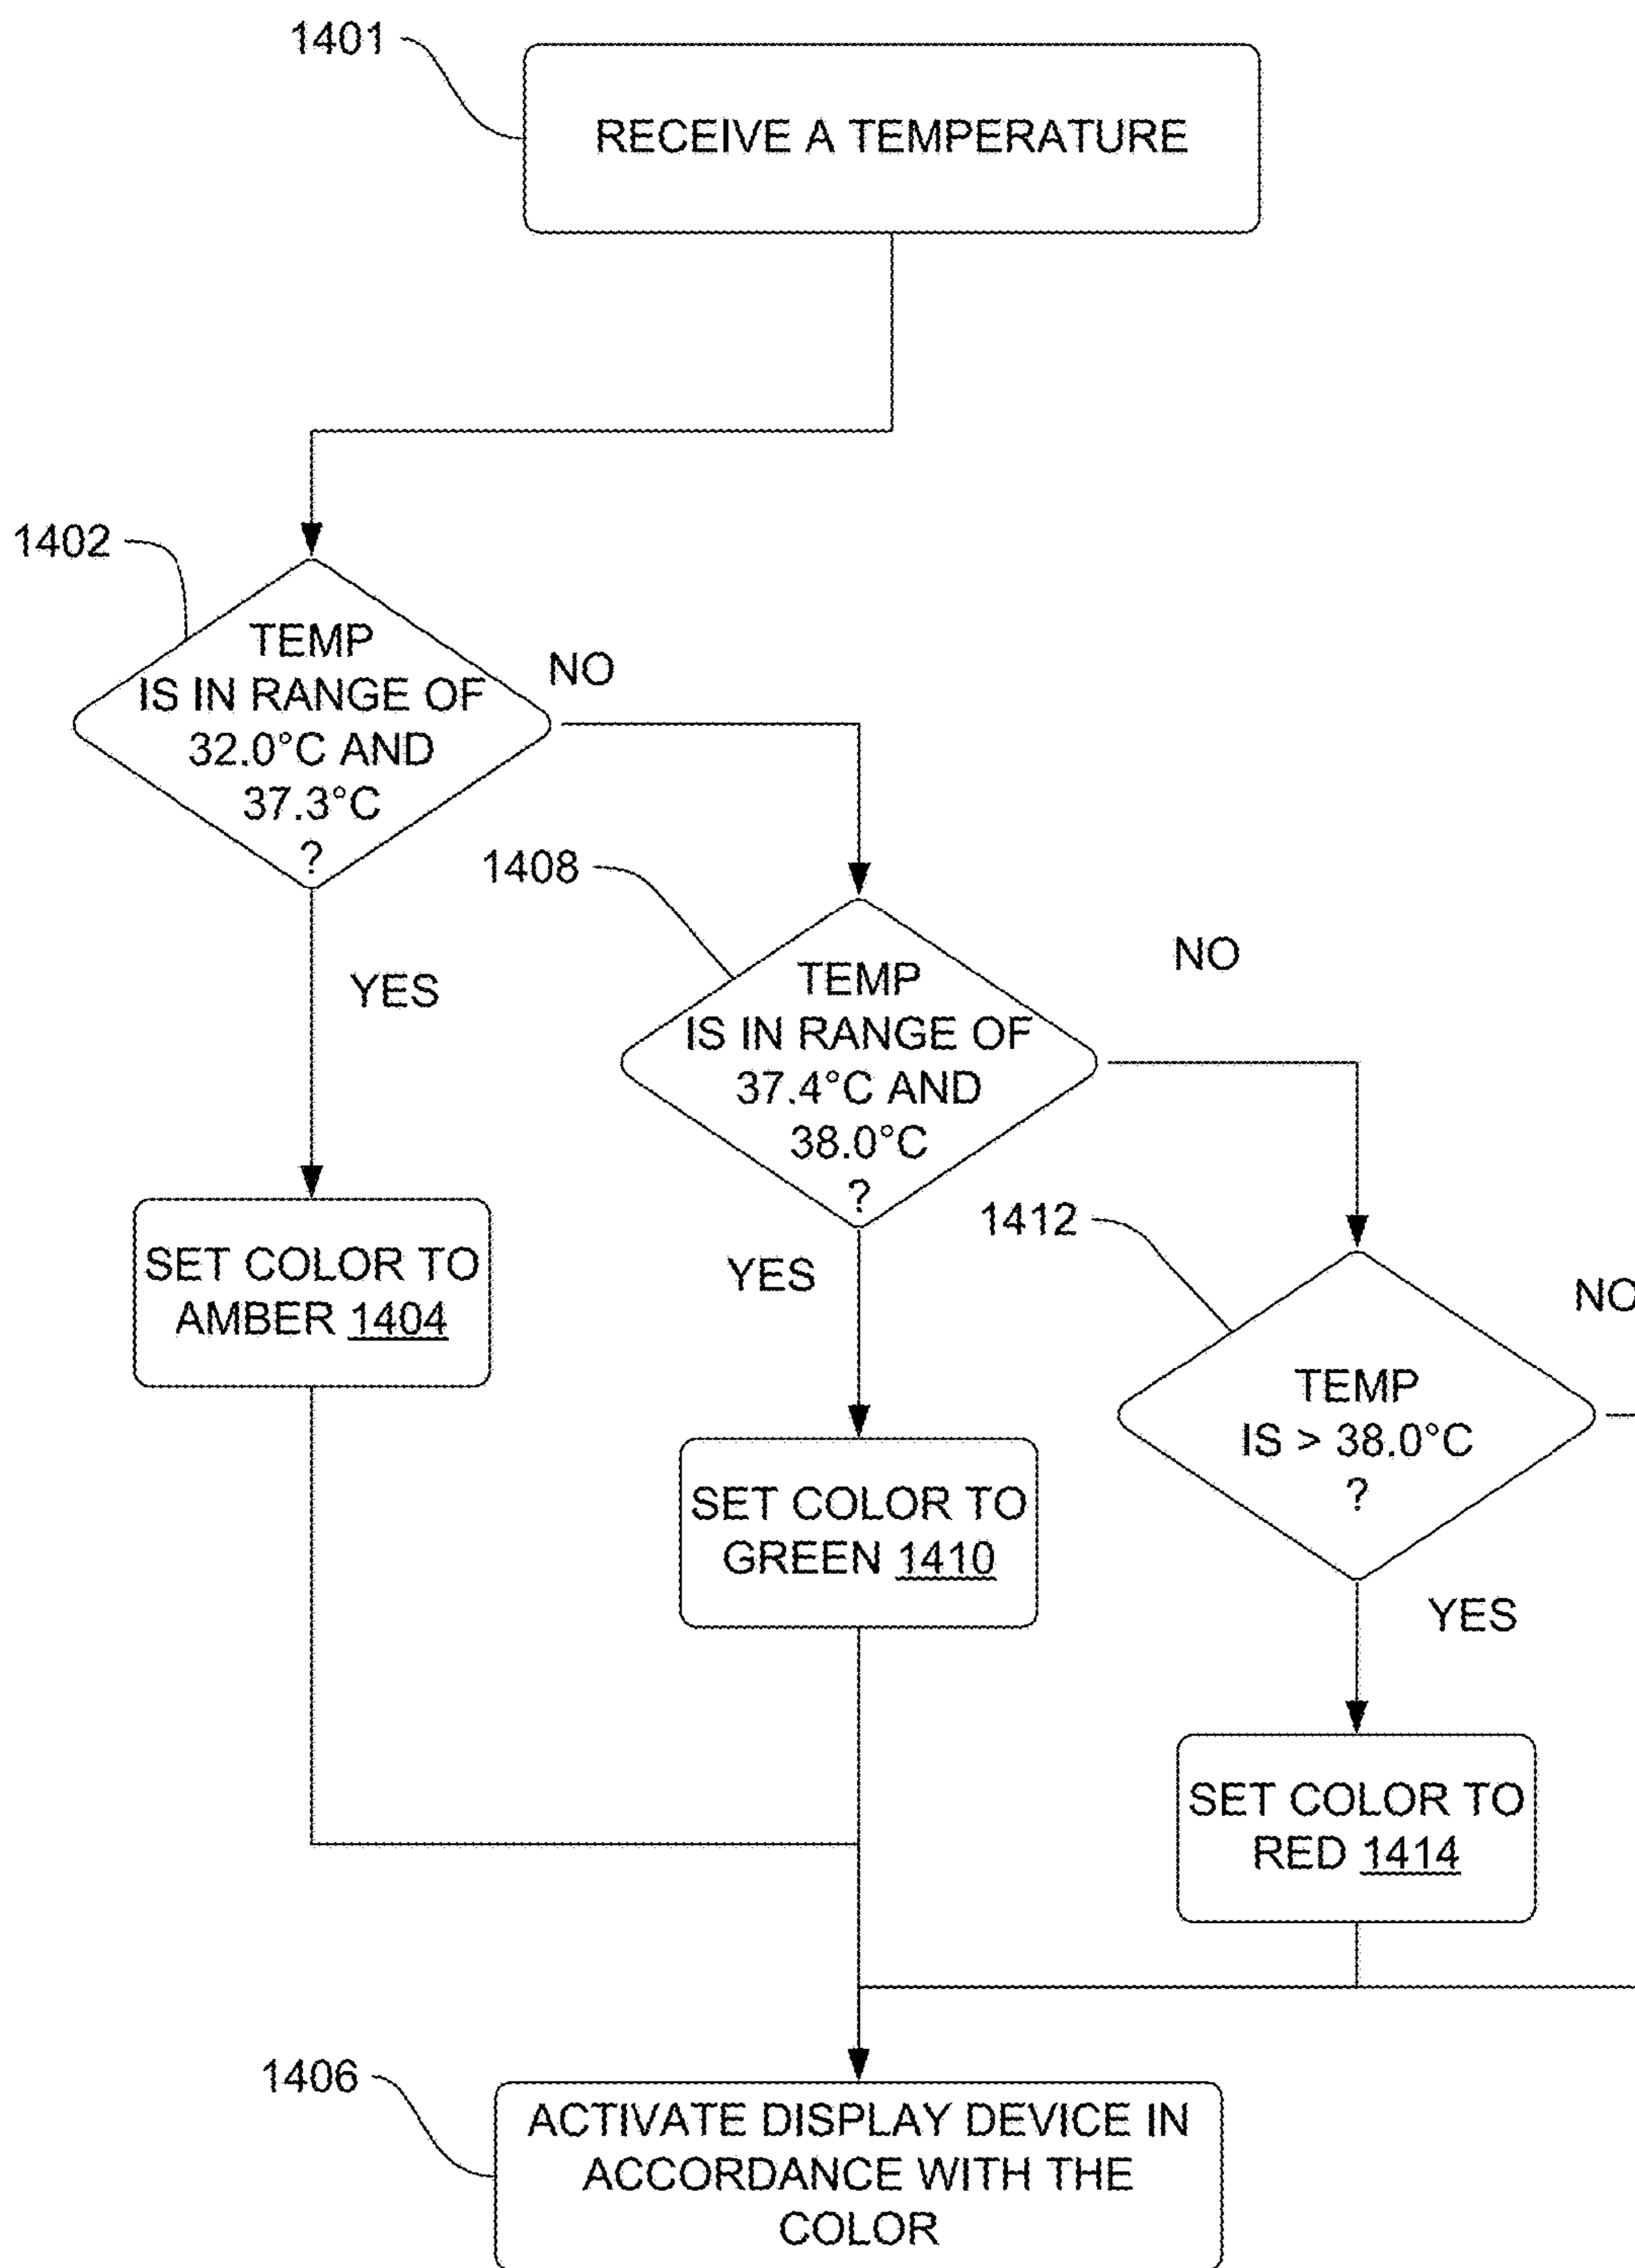 1401
RECEIVE A TEMPERATURE
1402
TEMP
IS IN RANGE OF
32.0°C AND
37.3°C
?
NO
YES
1408
TEMP
IS IN RANGE OF
37.4°C AND
38.0°C
?
NO
YES
SET COLOR TO
AMBER 1404
1412
TEMP
IS > 38.0°C
?
NO
YES
SET COLOR TO
GREEN 1410
SET COLOR TO
RED 1414
1406
ACTIVATE DISPLAY DEVICE IN
ACCORDANCE WITH THE
COLOR